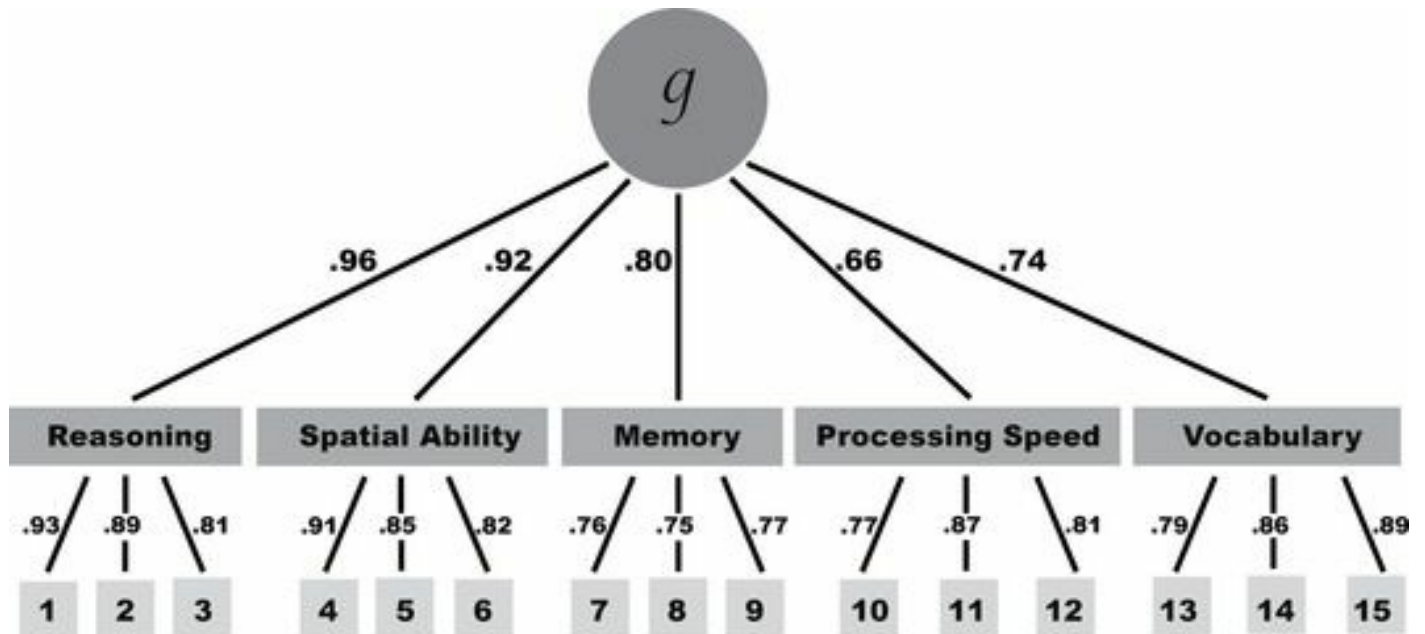 g
.96 .92 .80 .66 .74
Reasoning Spatial Ability Memory Processing Speed Vocabulary
.93 .89 .81 .91 .85 .82 .76 .75 .77 .77 .87 .81 .79 .86 .89
1 2 3 4 5 6 7 8 9 10 11 12 13 14 15